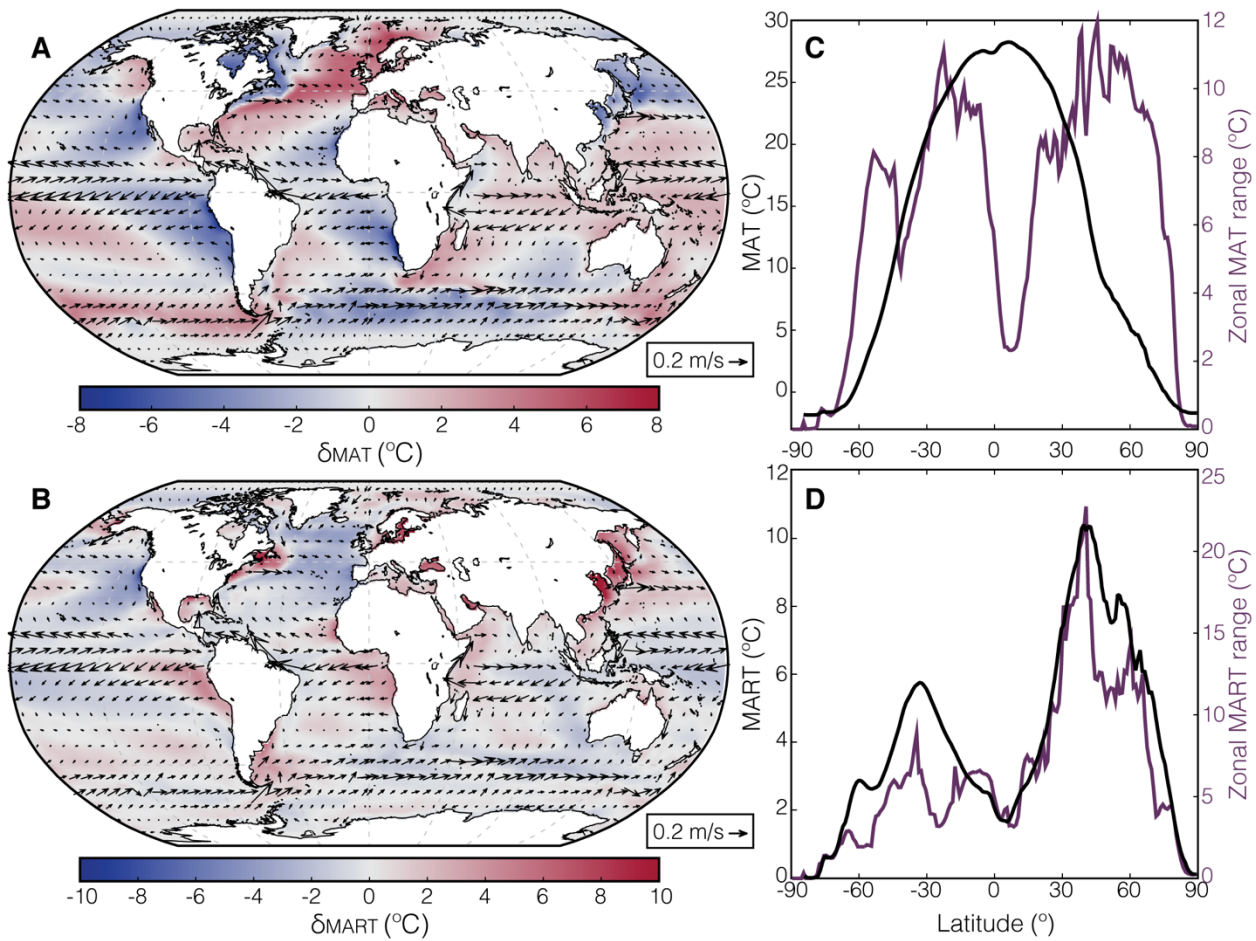 A
0.2 m/s
-8 -6 -4 -2 0 2 4 6 8
δMAT (°C)
B
0.2 m/s
-10 -8 -6 -4 -2 0 2 4 6 8 10
δMART (°C)
C
MAT (°C)
30
25
20
15
10
5
0
Zonal MAT range (°C)
12
10
8
6
4
2
0
-90 -60 -30 0 30 60 90
D
MART (°C)
12
10
8
6
4
2
0
Zonal MART range (°C)
25
20
15
10
5
0
-90 -60 -30 0 30 60 90
Latitude (°)